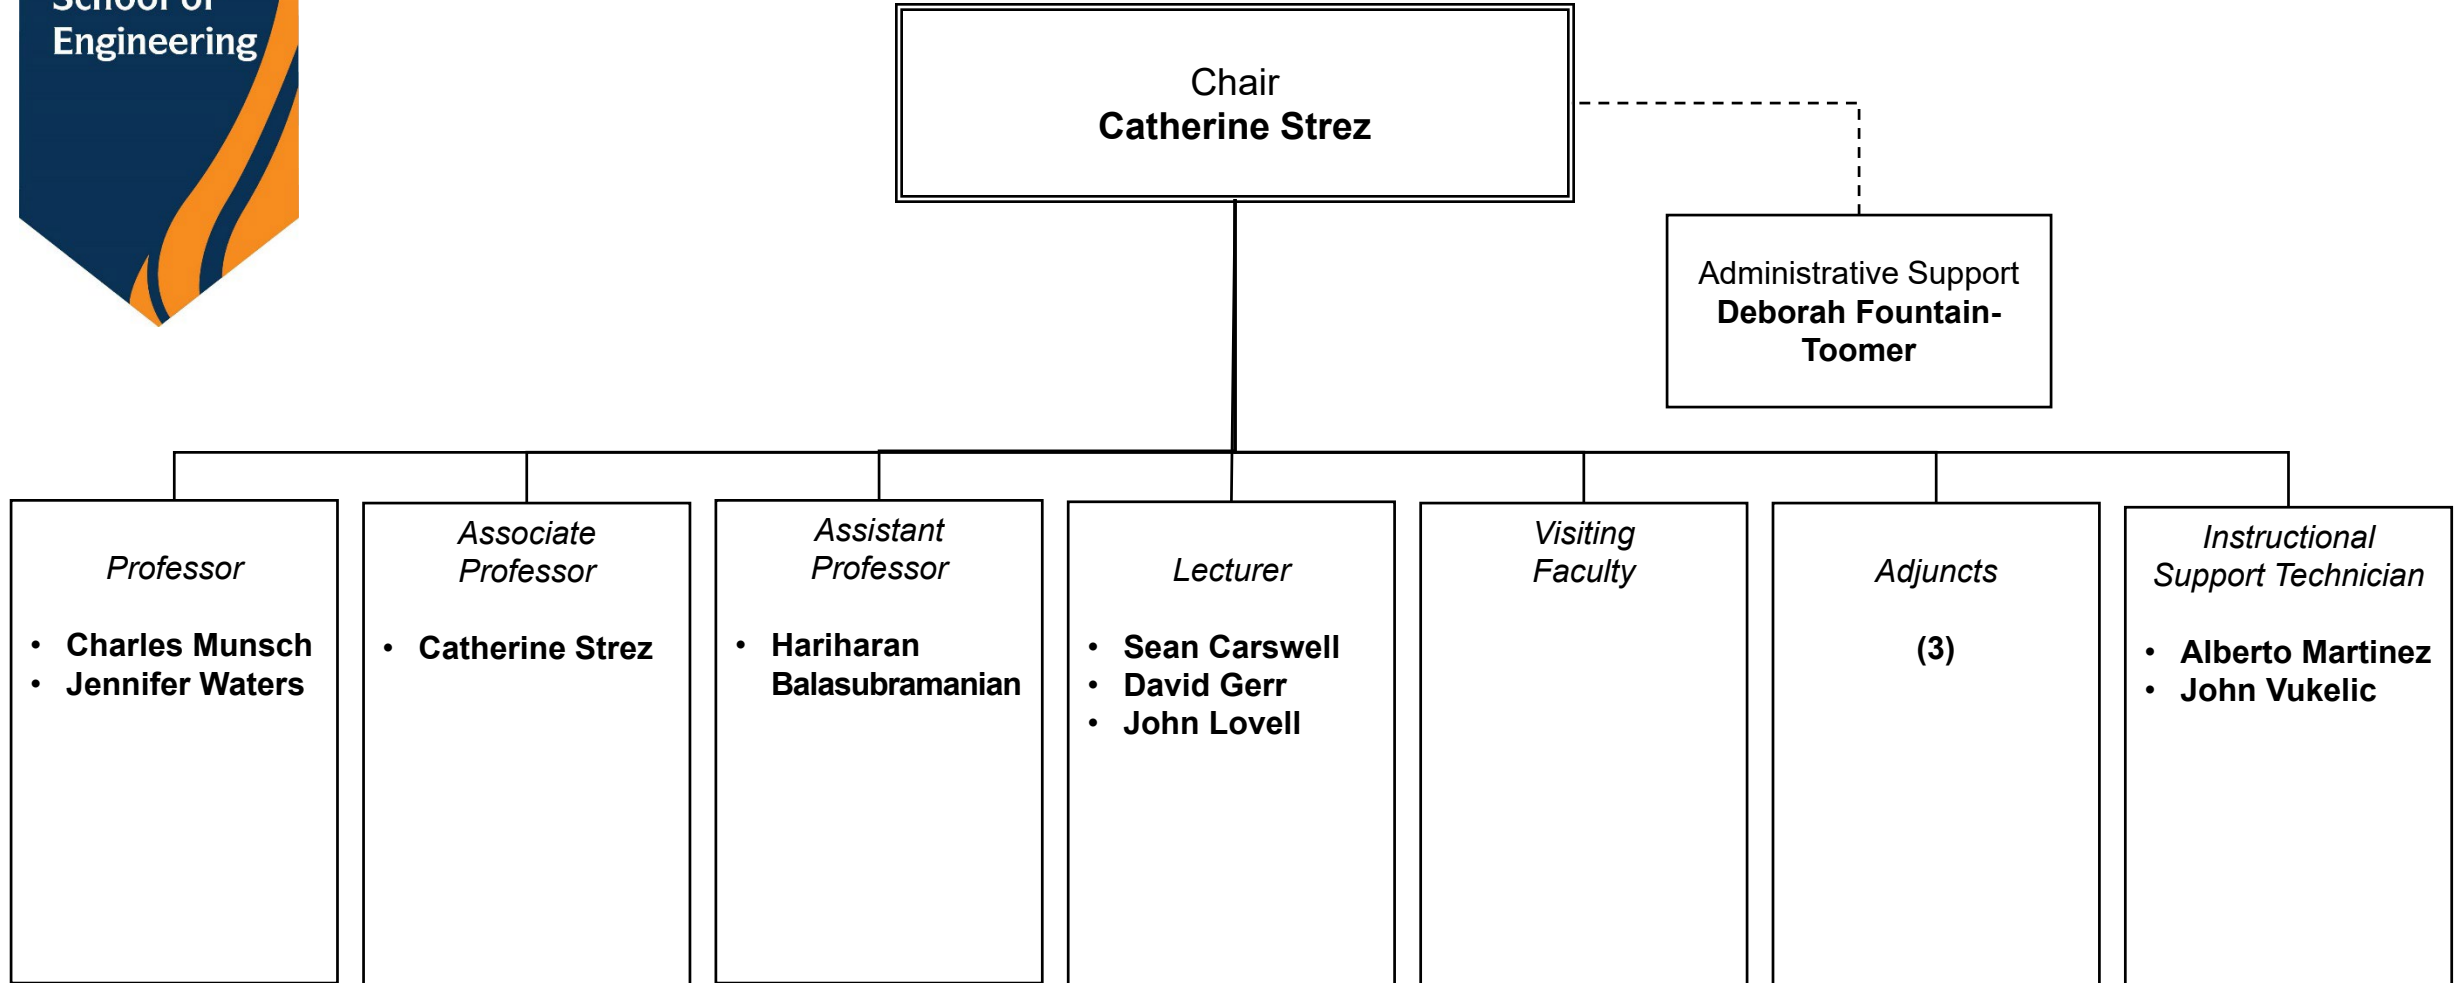 School of
Engineering
Chair
Catherine Strez
Administrative Support
Deborah Fountain-
Toomer
Professor
• Charles Munsch
• Jennifer Waters
Associate
Professor
• Catherine Strez
Assistant
Professor
• Hariharan
Balasubramanian
Lecturer
• Sean Carswell
• David Gerr
• John Lovell
Visiting
Faculty
Adjuncts
(3)
Instructional
Support Technician
• Alberto Martinez
• John Vukelic